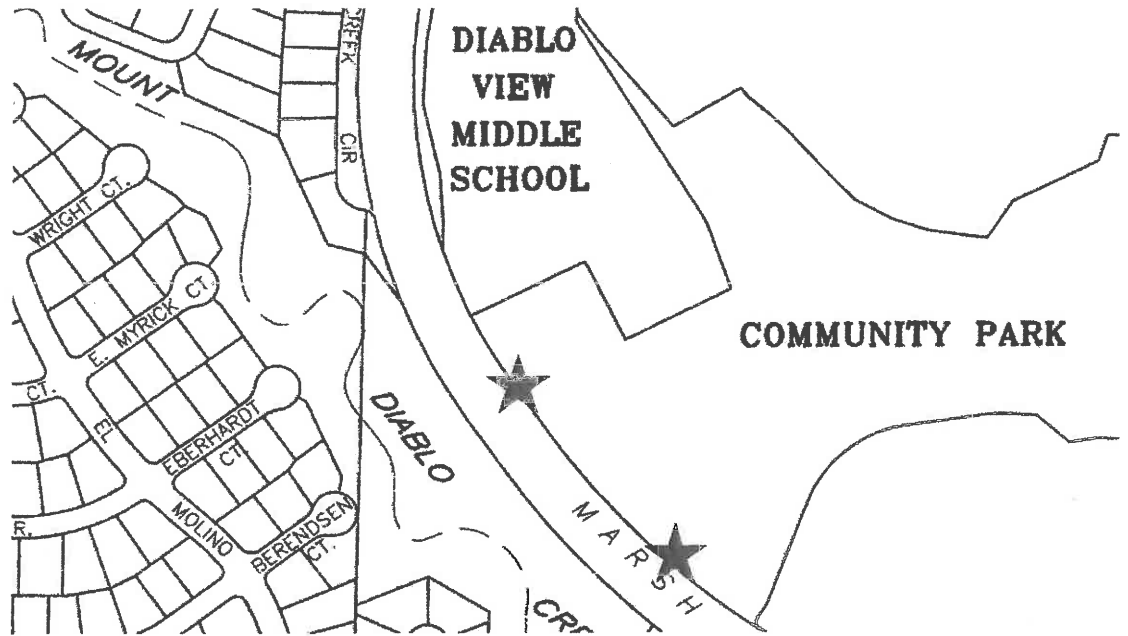 CREEK CIR
DIABLO
VIEW
MIDDLE
SCHOOL
MOUNT
WRIGHT CT.
E. MYRICK CT.
COMMUNITY PARK
CT.
EL
EBERHARDT
CT
DIABLO
MOLINO
R.
BERENDSEN
CT.
MARSH
CRE